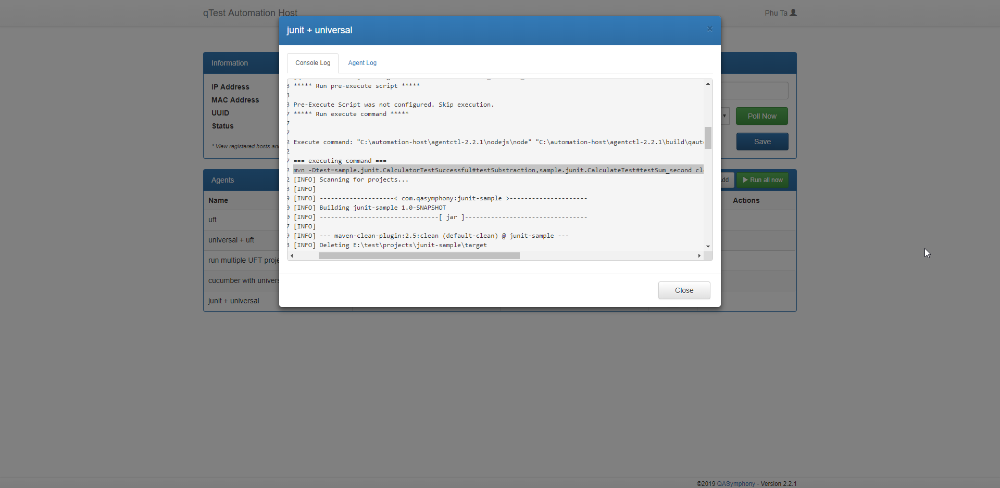 qTest Automation Host
Phu Ta
junit + universal
×
Information
Console Log
Agent Log
IP Address
MAC Address
UUID
Status
* View registered hosts an
Poll Now
Save
3 ***** Run pre-execute script *****
3
3 Pre-Execute Script was not configured. Skip execution.
7 ***** Run execute command *****
7
7
2 Execute command: "C:\automation-host\agentctl-2.2.1\nodejs\node" "C:\automation-host\agentctl-2.2.1\build\qaut
2
7 === executing command ===
2 mvn -Dtest=sample.junit.CalculatorTestSuccessful#testSubstraction,sample.junit.CalculateTest#testSum_second cl
2 [INFO] Scanning for projects...
3 [INFO]
9 [INFO] --------------------< com.qasymphony:junit-sample >---------------------
0 [INFO] Building junit-sample 1.0-SNAPSHOT
0 [INFO] --------------------------------[ jar ]---------------------------------
7 [INFO]
9 [INFO] --- maven-clean-plugin:2.5:clean (default-clean) @ junit-sample ---
3 [INFO] Deleting E:\test\projects\junit-sample\target
Agents
dd
Run all now
Name
Actions
uft
universal + uft
run multiple UFT proje
cucumber with univers
junit + universal
Close
©2019 QASymphony - Version 2.2.1